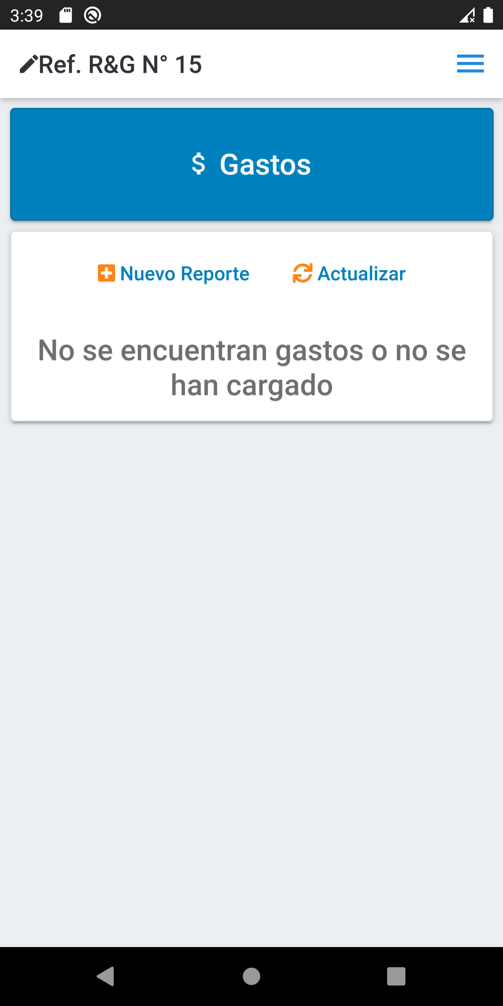 3:39
Ref. R&G N° 15
$ Gastos
Nuevo Reporte
Actualizar
No se encuentran gastos o no se
han cargado